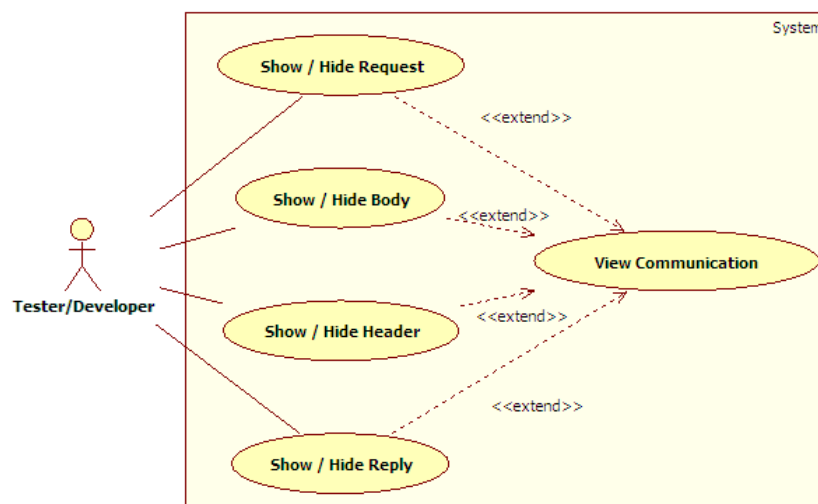 System
Show / Hide Request
<<extend>>
Show / Hide Body
<<extend>>
View Communication
Tester/Developer
<<extend>>
Show / Hide Header
<<extend>>
Show / Hide Reply